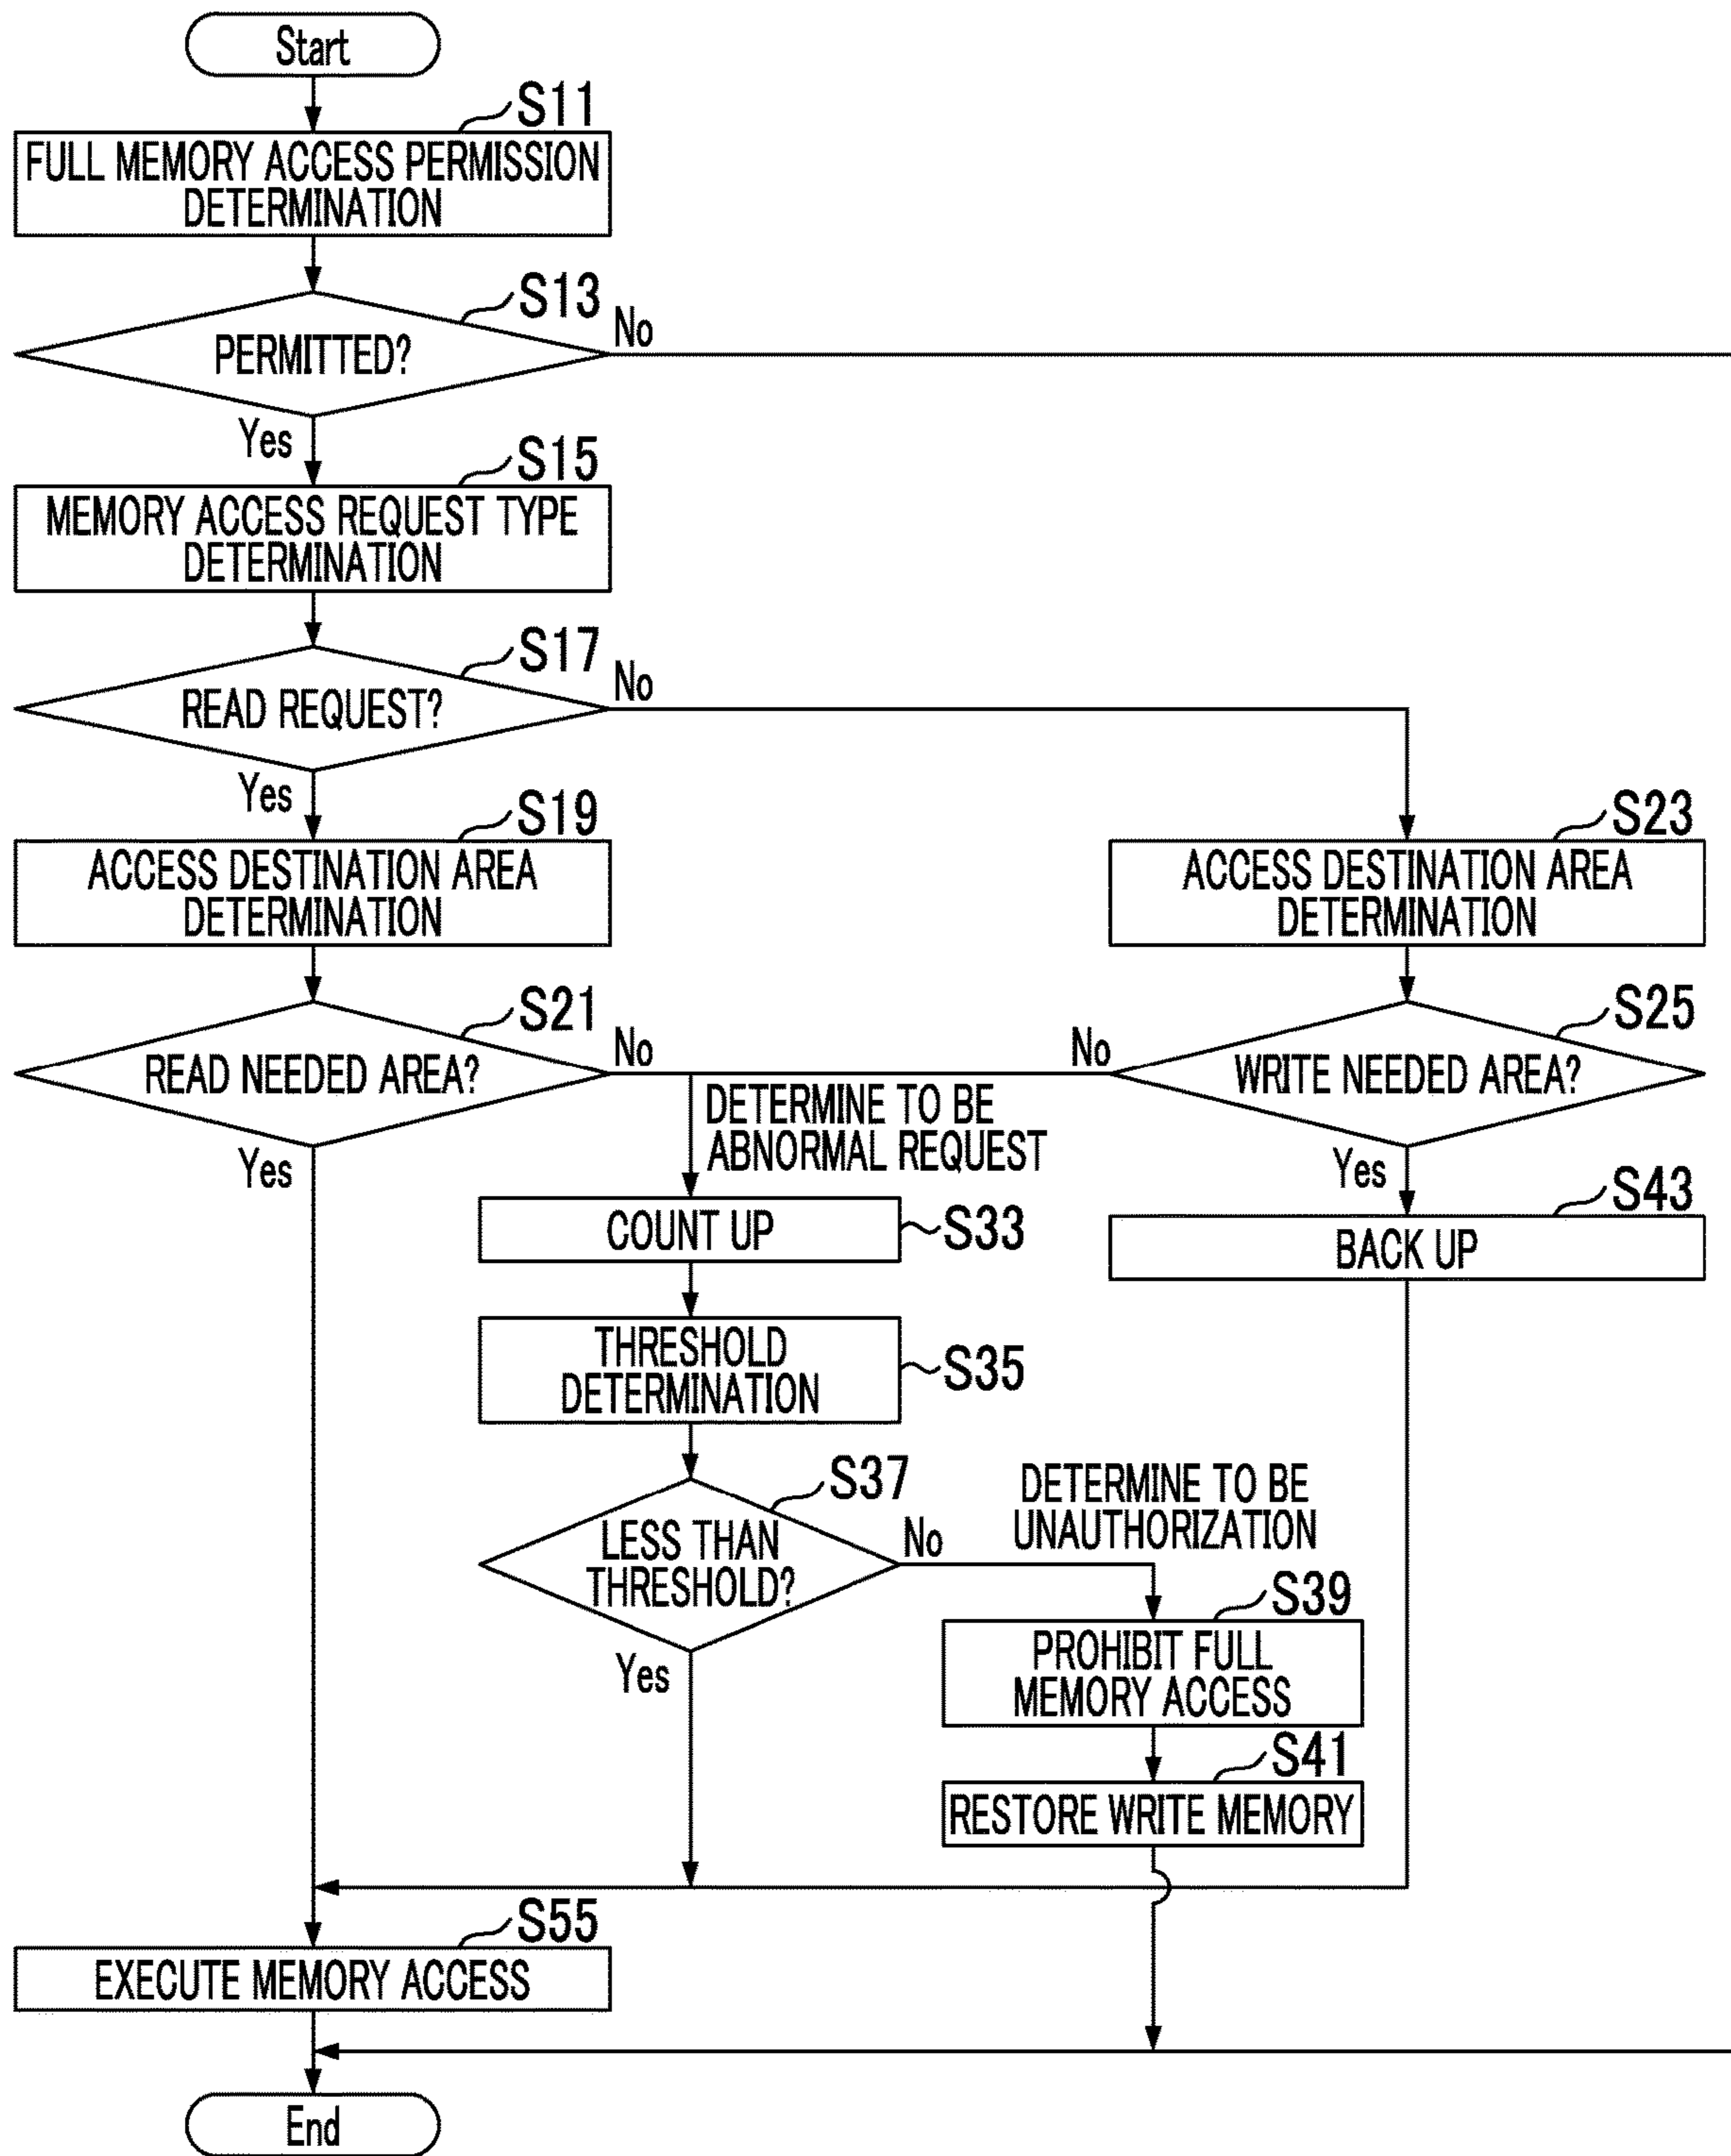 Start
S11
FULL MEMORY ACCESS PERMISSION
DETERMINATION
S13
PERMITTED?
No
Yes
S15
MEMORY ACCESS REQUEST TYPE
DETERMINATION
S17
READ REQUEST?
No
Yes
S19
ACCESS DESTINATION AREA
DETERMINATION
S23
ACCESS DESTINATION AREA
DETERMINATION
S21
READ NEEDED AREA?
No
Yes
S25
WRITE NEEDED AREA?
No
Yes
DETERMINE TO BE
ABNORMAL REQUEST
S33
COUNT UP
S43
BACK UP
THRESHOLD
DETERMINATION
S35
S37
LESS THAN
THRESHOLD?
No
Yes
DETERMINE TO BE
UNAUTHORIZATION
S39
PROHIBIT FULL
MEMORY ACCESS
S41
RESTORE WRITE MEMORY
S55
EXECUTE MEMORY ACCESS
End